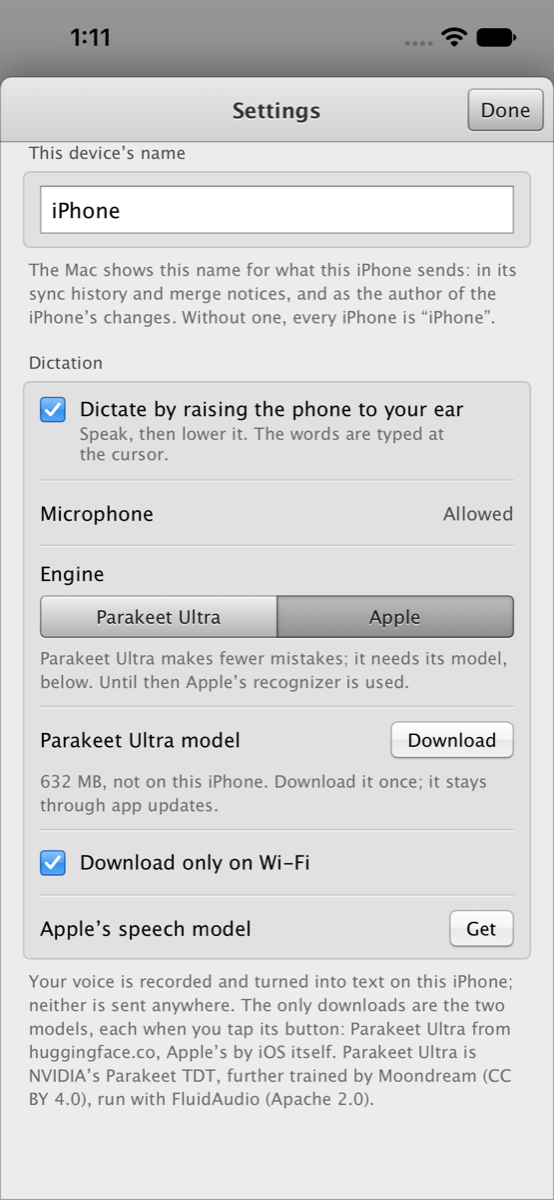 1:11
Settings
Done
This device’s name
iPhone
The Mac shows this name for what this iPhone sends: in its
sync history and merge notices, and as the author of the
iPhone’s changes. Without one, every iPhone is “iPhone”.
Dictation
Dictate by raising the phone to your ear
Speak, then lower it. The words are typed at
the cursor.
Microphone
Allowed
Engine
Parakeet Ultra
Apple
Parakeet Ultra makes fewer mistakes; it needs its model,
below. Until then Apple’s recognizer is used.
Parakeet Ultra model
Download
632 MB, not on this iPhone. Download it once; it stays
through app updates.
Download only on Wi-Fi
Apple’s speech model
Get
Your voice is recorded and turned into text on this iPhone;
neither is sent anywhere. The only downloads are the two
models, each when you tap its button: Parakeet Ultra from
huggingface.co, Apple’s by iOS itself. Parakeet Ultra is
NVIDIA’s Parakeet TDT, further trained by Moondream (CC
BY 4.0), run with FluidAudio (Apache 2.0).